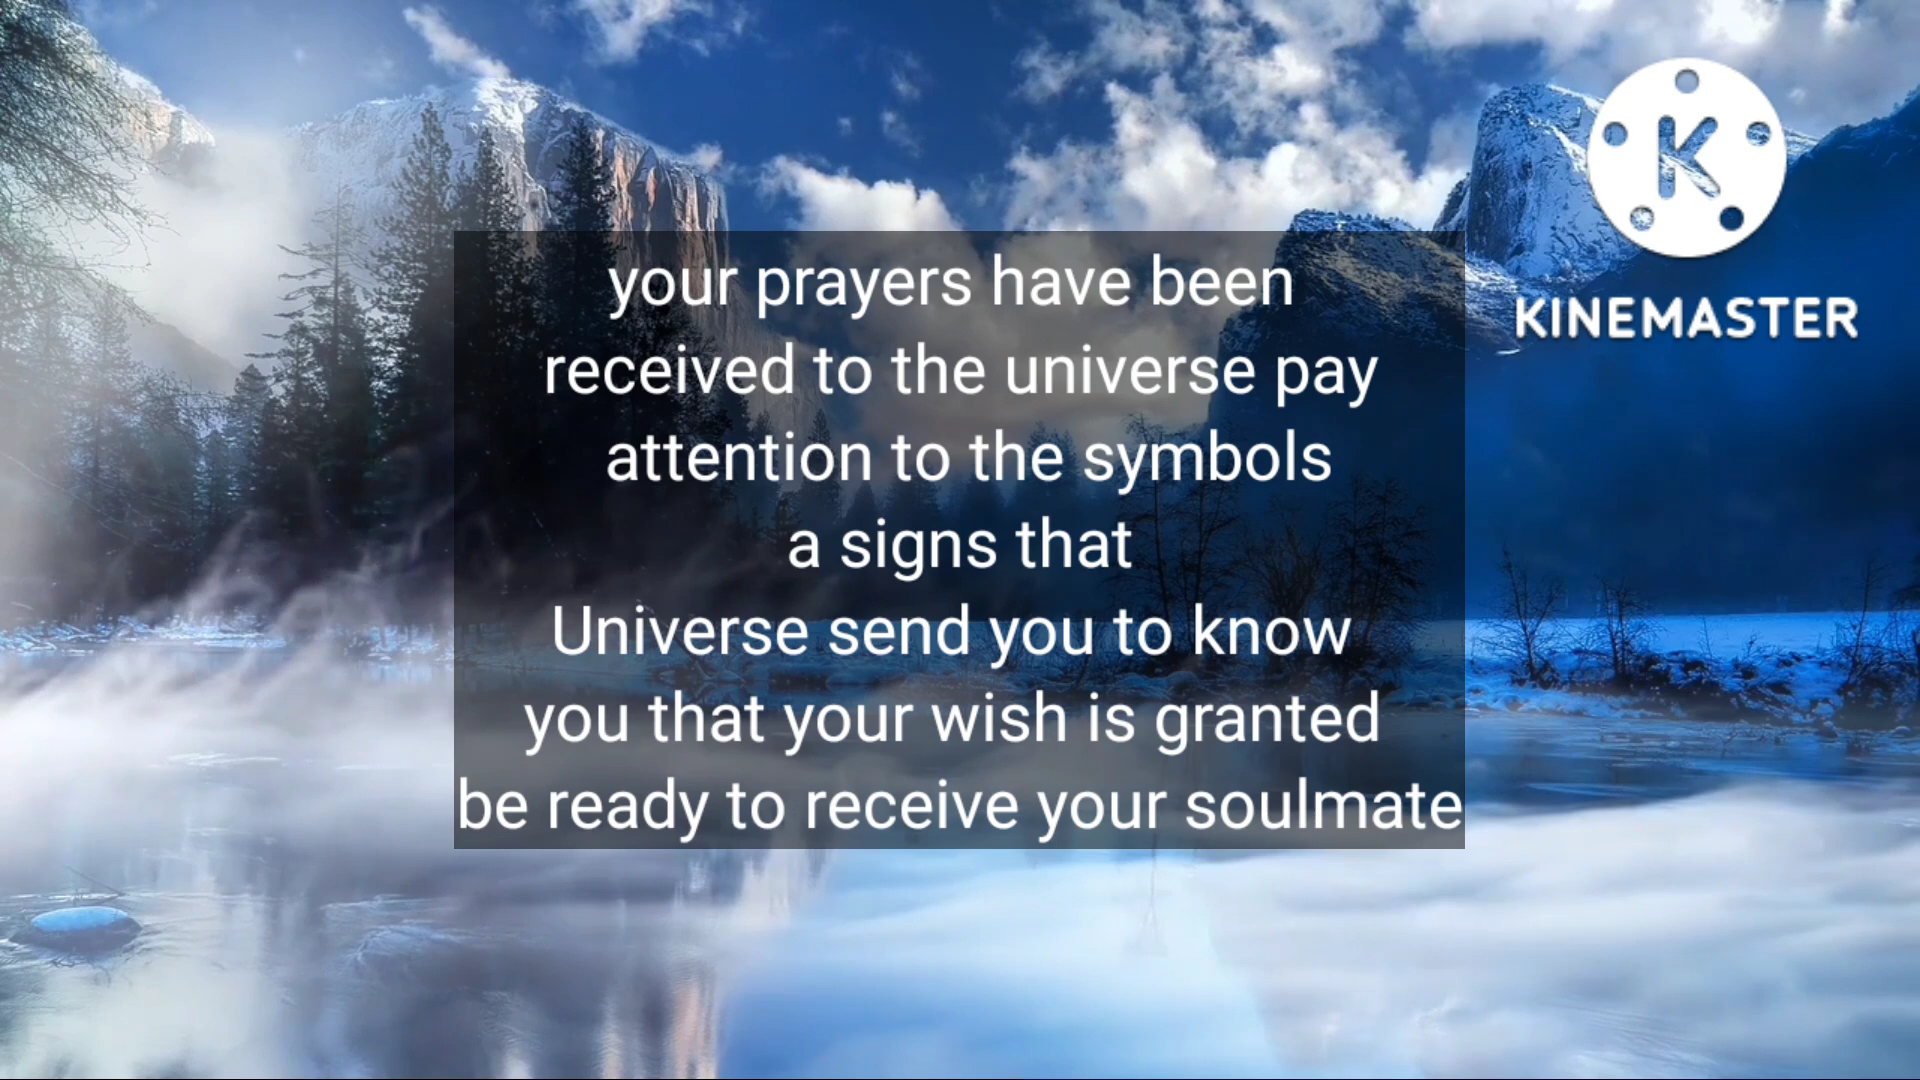 your prayers have been
received to the universe pay
attention to the symbols
a signs that
Universe send you to know
you that your wish is granted
be ready to receive your soulmate
K
KINEMASTER